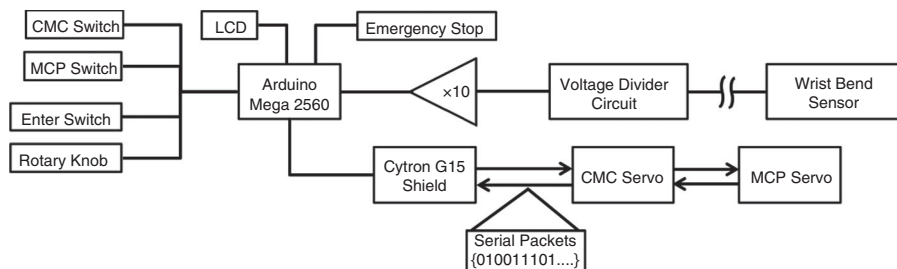 CMC Switch
LCD
Emergency Stop
MCP Switch
Arduino
Mega 2560
×10
Voltage Divider
Circuit
Wrist Bend
Sensor
Enter Switch
Rotary Knob
Cytron G15
Shield
CMC Servo
MCP Servo
Serial Packets
{010011101....}